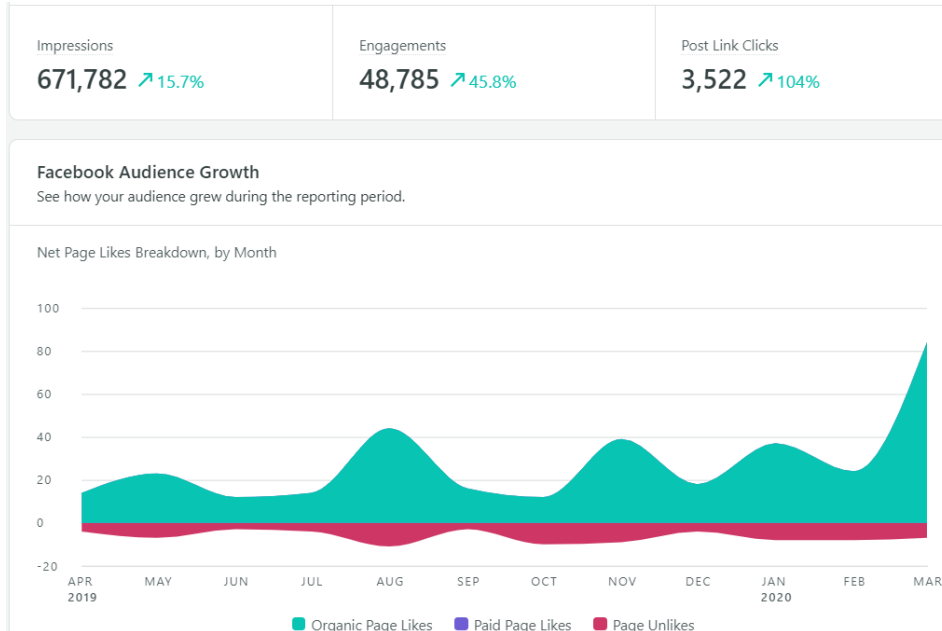 Impressions Engagements Post Link Clicks
671,782 15.7% 48,785 45.8% 3,522 104%
Facebook Audience Growth
See how your audience grew during the reporting period.
Net Page Likes Breakdown, by Month
100
80
60
40
20
0
-20
APR MAY JUN JUL AUG SEP OCT NOV DEC JAN FEB MAR
2019 2020
Organic Page Likes Paid Page Likes Page Unlikes